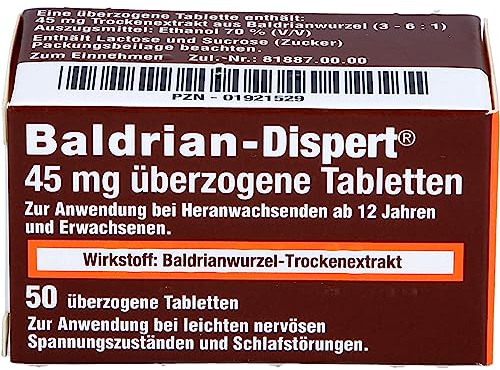 Eine überzogene Tablette enthält:
45 mg Trockenextrakt aus Baldrianwurzel (3 - 6 : 1)
Auszugsmittel: Ethanol 70 % (V/V)
Enthält Lactose und Sucrose (Zucker)
Packungsbeilage beachten.
Zum Einnehmen Zul.-Nr.: 81887.00.00
PZN - 01921529
Baldrian-Dispert®
45 mg überzogene Tabletten
Zur Anwendung bei Heranwachsenden ab 12 Jahren
und Erwachsenen.
Wirkstoff: Baldrianwurzel-Trockenextrakt
50 überzogene Tabletten
Zur Anwendung bei leichten nervösen
Spannungszuständen und Schlafstörungen.